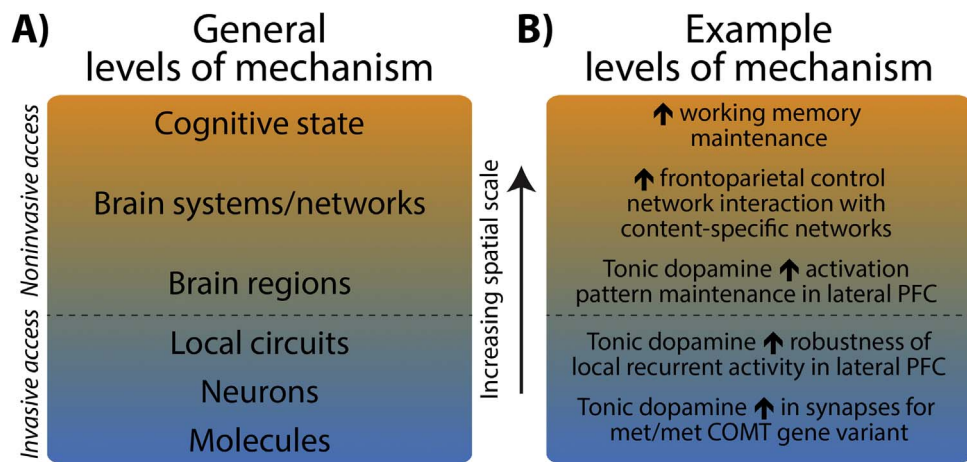 A)
General
levels of mechanism
Noninvasive access
Invasive access
Cognitive state
Brain systems/networks
Brain regions
Local circuits
Neurons
Molecules
Increasing spatial scale
B)
Example
levels of mechanism
↑ working memory
maintenance
↑ frontoparietal control
network interaction with
content-specific networks
Tonic dopamine ↑ activation
pattern maintenance in lateral PFC
Tonic dopamine ↑ robustness of
local recurrent activity in lateral PFC
Tonic dopamine ↑ in synapses for
met/met COMT gene variant